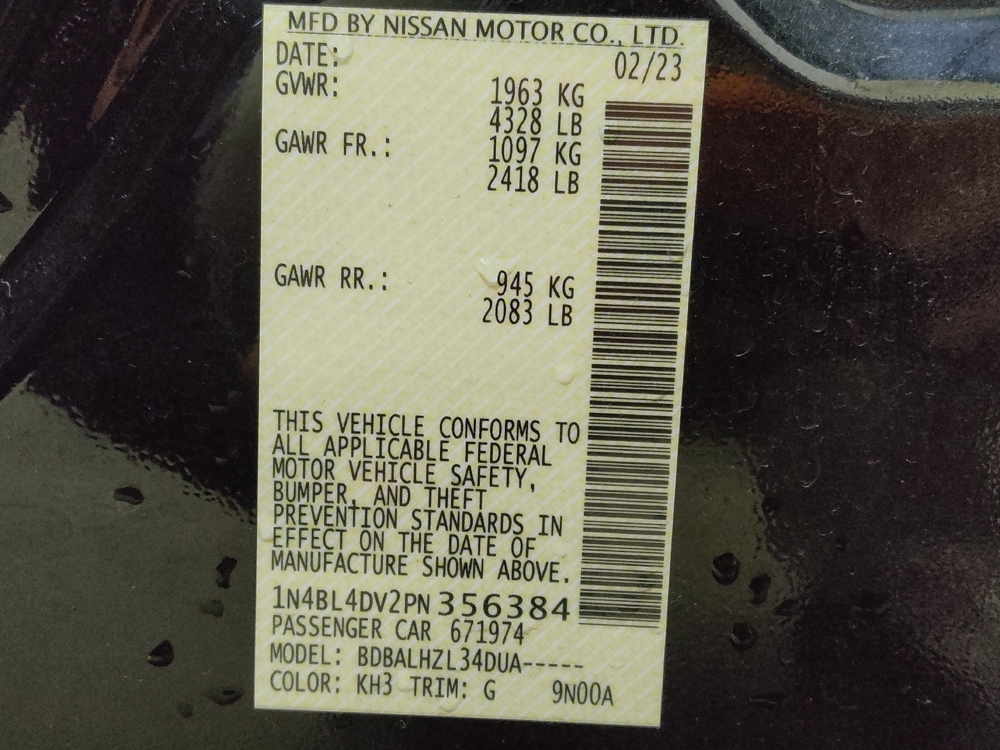 MFD BY NISSAN MOTOR CO., LTD.
DATE: 02/23
GVWR: 1963 KG
4328 LB
GAWR FR.: 1097 KG
2418 LB
GAWR RR.: 945 KG
2083 LB
THIS VEHICLE CONFORMS TO
ALL APPLICABLE FEDERAL
MOTOR VEHICLE SAFETY,
BUMPER, AND THEFT
PREVENTION STANDARDS IN
EFFECT ON THE DATE OF
MANUFACTURE SHOWN ABOVE.
1N4BL4DV2PN356384
PASSENGER CAR 671974
MODEL: BDBALHZL34DUA-----
COLOR: KH3 TRIM: G 9N00A